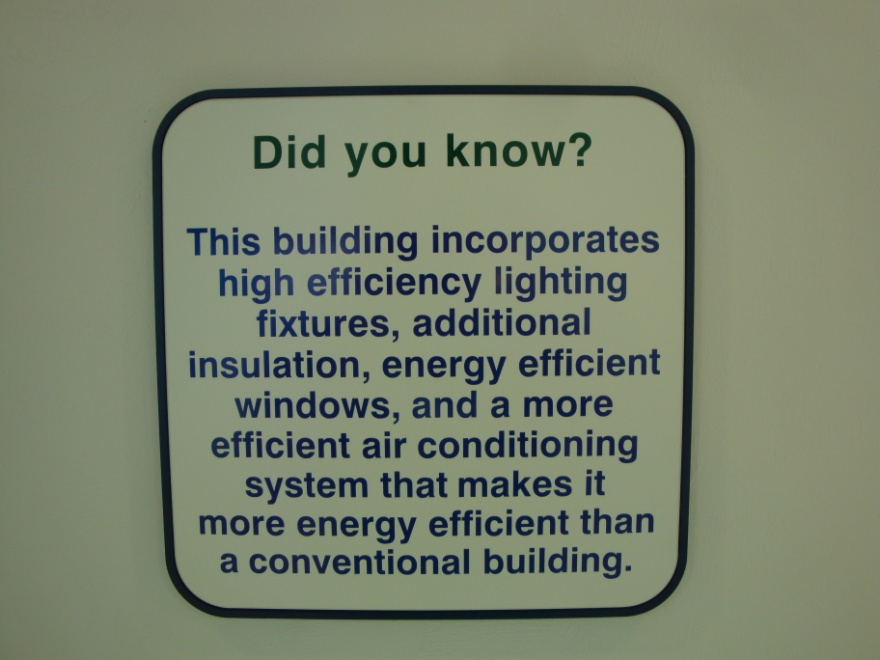 Did you know?
This building incorporates
high efficiency lighting
fixtures, additional
insulation, energy efficient
windows, and a more
efficient air conditioning
system that makes it
more energy efficient than
a conventional building.